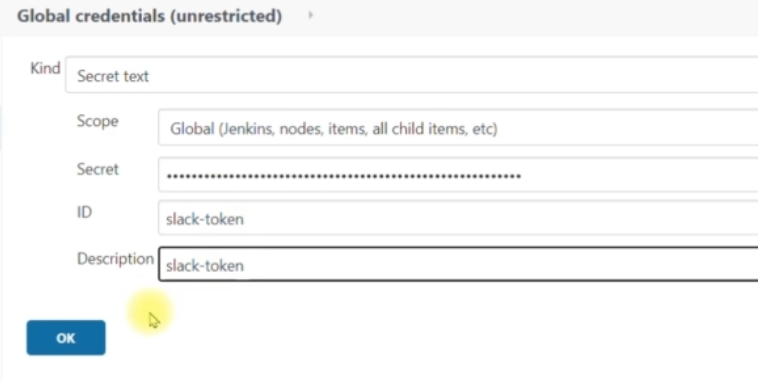 Global credentials (unrestricted)
Kind Secret text
Scope Global (Jenkins, nodes, items, all child items, etc)
Secret ••••••••••••••••••••••••••••••••••••••••••••••••••••••••
ID slack-token
Description slack-token
OK